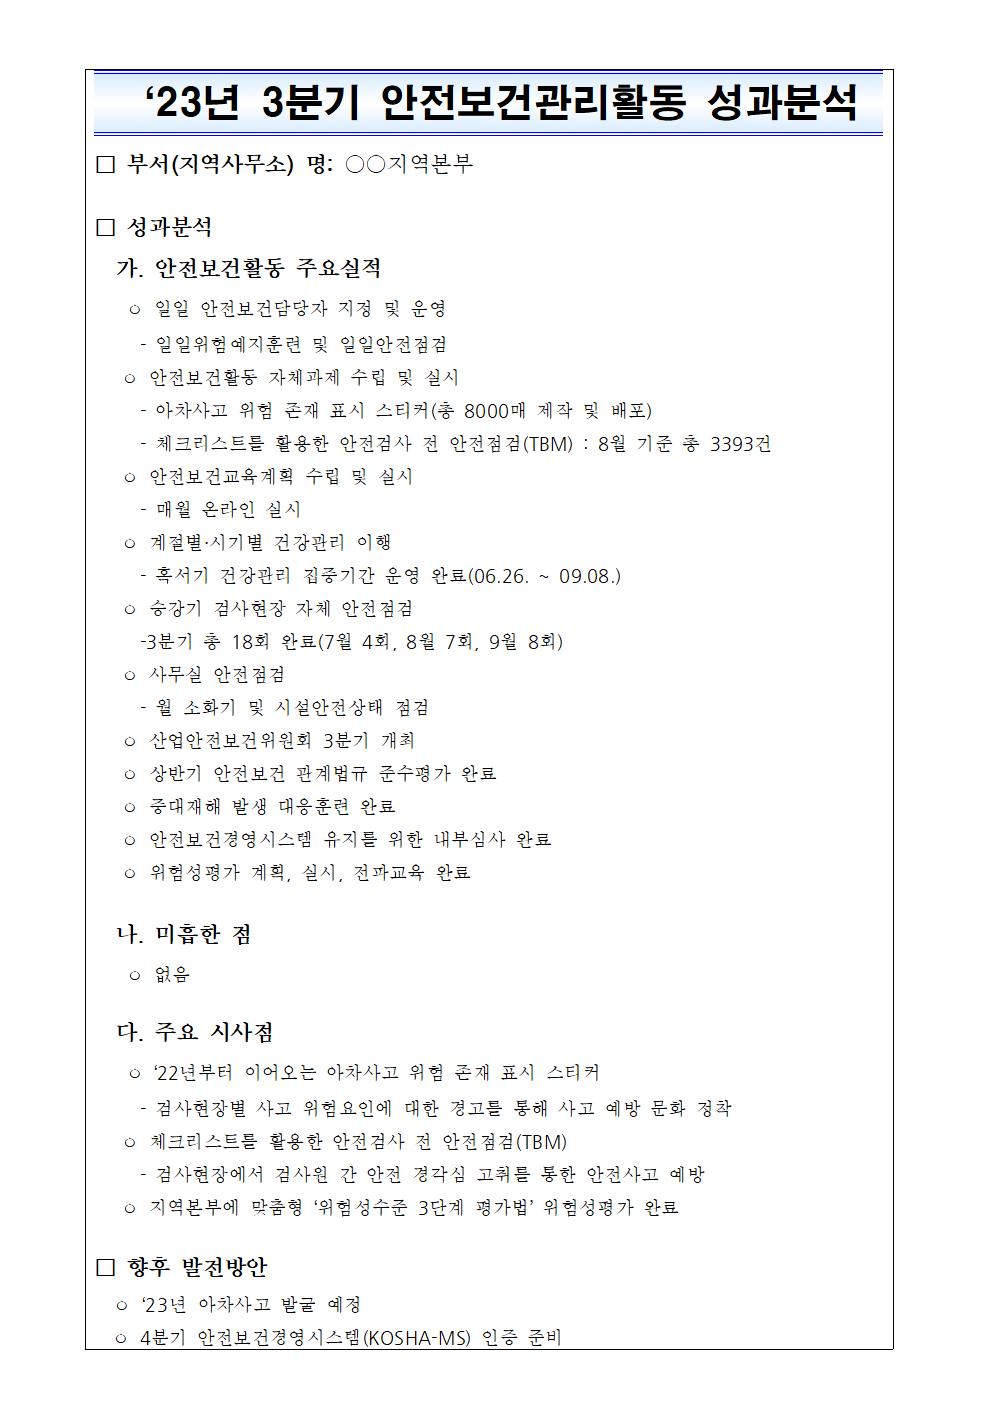 ‘23년 3분기 안전보건관리활동 성과분석
□ 부서(지역사무소) 명: ○○지역본부
□ 성과분석
가. 안전보건활동 주요실적
ㅇ 일일 안전보건담당자 지정 및 운영
- 일일위험예지훈련 및 일일안전점검
ㅇ 안전보건활동 자체과제 수립 및 실시
- 아차사고 위험 존재 표시 스티커(총 8000매 제작 및 배포)
- 체크리스트를 활용한 안전검사 전 안전점검(TBM) : 8월 기준 총 3393건
ㅇ 안전보건교육계획 수립 및 실시
- 매월 온라인 실시
ㅇ 계절별·시기별 건강관리 이행
- 혹서기 건강관리 집중기간 운영 완료(06.26. ~ 09.08.)
ㅇ 승강기 검사현장 자체 안전점검
-3분기 총 18회 완료(7월 4회, 8월 7회, 9월 8회)
ㅇ 사무실 안전점검
- 월 소화기 및 시설안전상태 점검
ㅇ 산업안전보건위원회 3분기 개최
ㅇ 상반기 안전보건 관계법규 준수평가 완료
ㅇ 중대재해 발생 대응훈련 완료
ㅇ 안전보건경영시스템 유지를 위한 내부심사 완료
ㅇ 위험성평가 계획, 실시, 전파교육 완료
나. 미흡한 점
ㅇ 없음
다. 주요 시사점
ㅇ ‘22년부터 이어오는 아차사고 위험 존재 표시 스티커
- 검사현장별 사고 위험요인에 대한 경고를 통해 사고 예방 문화 정착
ㅇ 체크리스트를 활용한 안전검사 전 안전점검(TBM)
- 검사현장에서 검사원 간 안전 경각심 고취를 통한 안전사고 예방
ㅇ 지역본부에 맞춤형 ‘위험성수준 3단계 평가법’ 위험성평가 완료
□ 향후 발전방안
ㅇ ‘23년 아차사고 발굴 예정
ㅇ 4분기 안전보건경영시스템(KOSHA-MS) 인증 준비